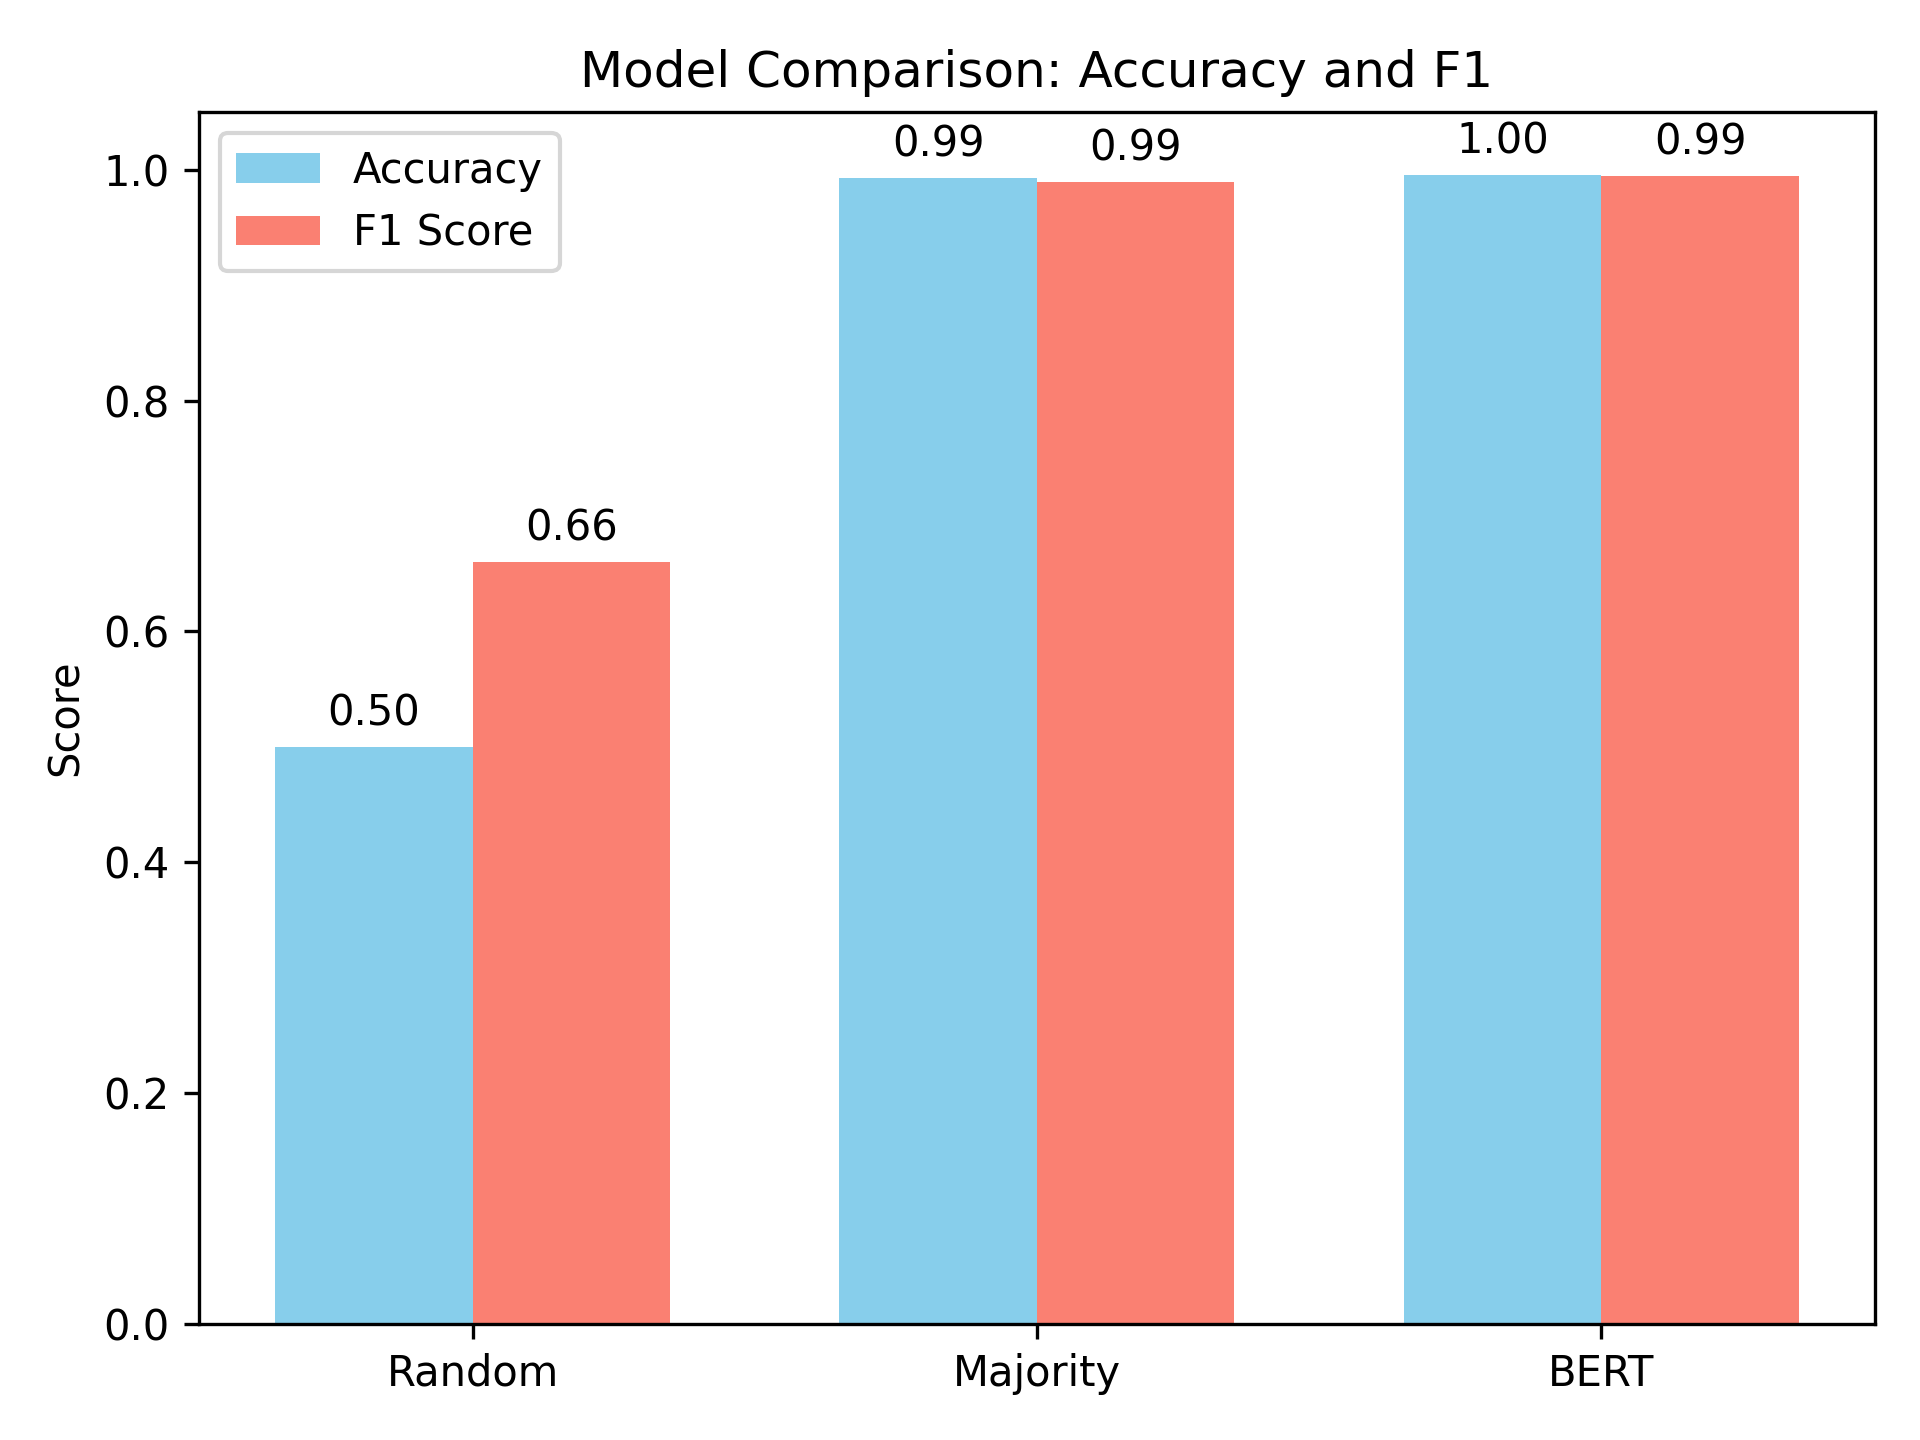 Model Comparison: Accuracy and F1
Accuracy
F1 Score
Score
1.0
0.8
0.6
0.4
0.2
0.0
0.50
0.66
0.99
0.99
1.00
0.99
Random
Majority
BERT